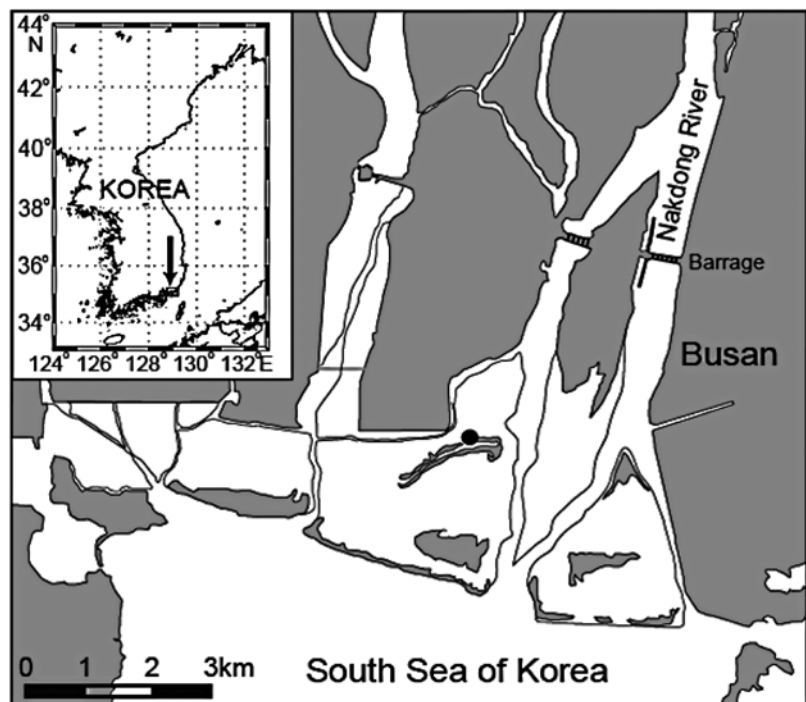 44°
N
42°
40°
KOREA
38°
36°
35°
34°
124° 126° 128° 130° 132°E
Nakdong River
Barrage
Busan
0 1 2 3km
South Sea of Korea